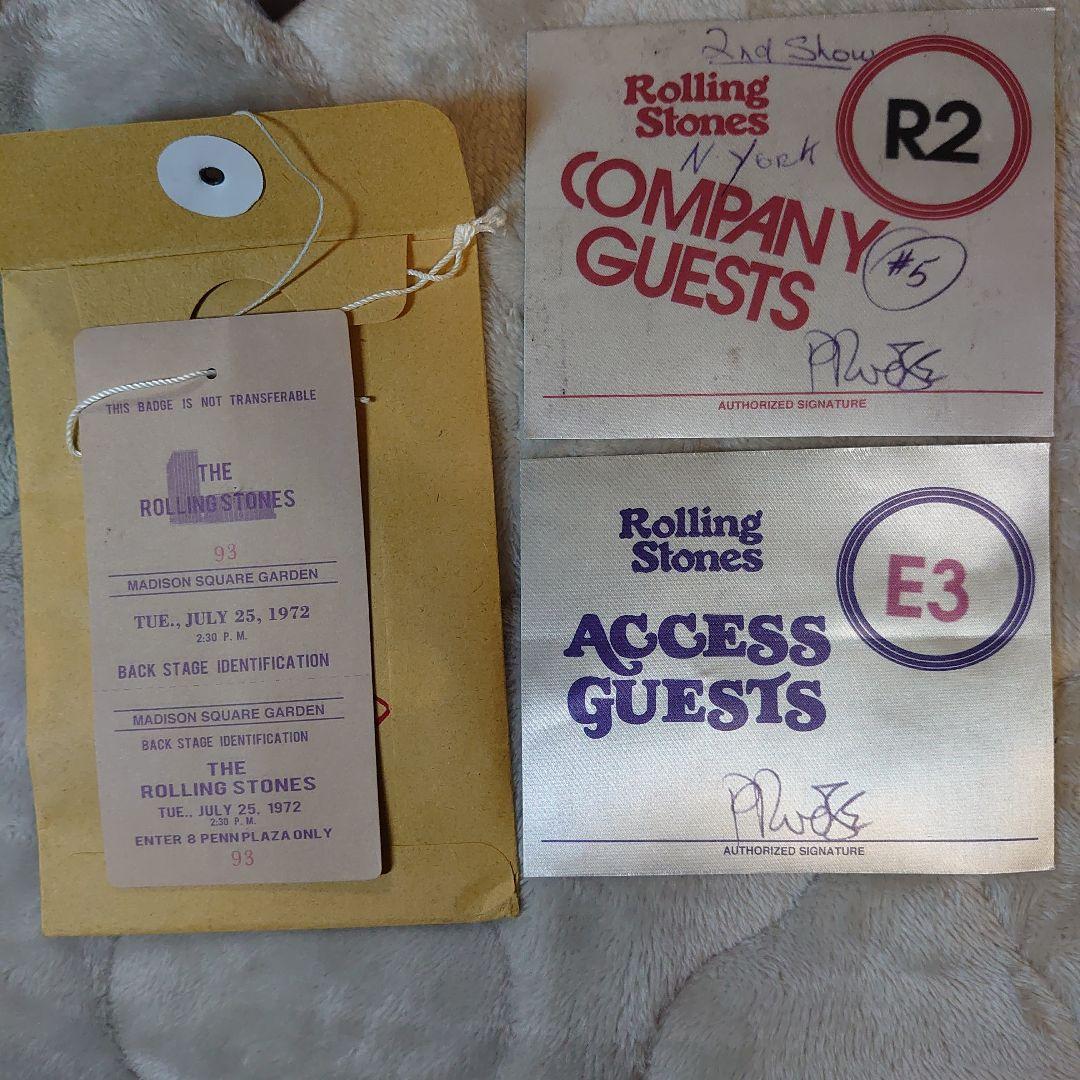 THIS BADGE IS NOT TRANSFERABLE
THE
ROLLING STONES
93
MADISON SQUARE GARDEN
TUE., JULY 25, 1972
2:30 P. M.
BACK STAGE IDENTIFICATION
MADISON SQUARE GARDEN
BACK STAGE IDENTIFICATION
THE
ROLLING STONES
TUE., JULY 25, 1972
2:30 P. M.
ENTER 8 PENN PLAZA ONLY
93
2nd Show
Rolling
Stones
R2
N. York
COMPANY
GUESTS
#5
AUTHORIZED SIGNATURE
Rolling
Stones
E3
ACCESS
GUESTS
AUTHORIZED SIGNATURE